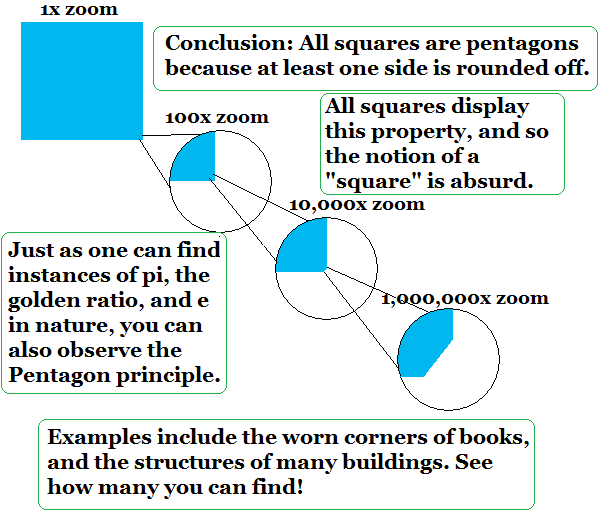 1x zoom
Conclusion: All squares are pentagons
because at least one side is rounded off.
100x zoom
All squares display
this property, and so
the notion of a
"square" is absurd.
10,000x zoom
Just as one can find
instances of pi, the
golden ratio, and e
in nature, you can
also observe the
Pentagon principle.
1,000,000x zoom
Examples include the worn corners of books,
and the structures of many buildings. See
how many you can find!